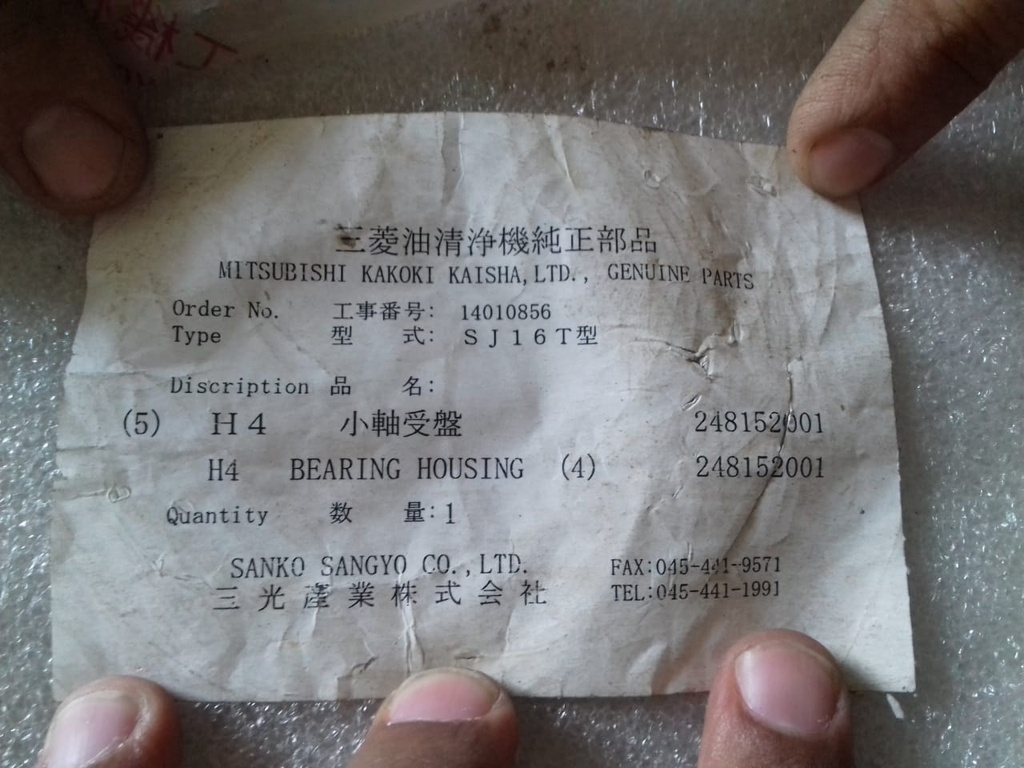 三菱油清浄機純正部品
MITSUBISHI KAKOKI KAISHA,LTD., GENUINE PARTS
Order No. 工事番号: 14010856
Type 型 式: SJ16T型
Discription 品 名:
(5) H4 小軸受盤 248152001
H4 BEARING HOUSING (4) 248152001
Quantity 数 量:1
SANKO SANGYO CO.,LTD. FAX:045-441-9571
三光産業株式会社 TEL:045-441-1991